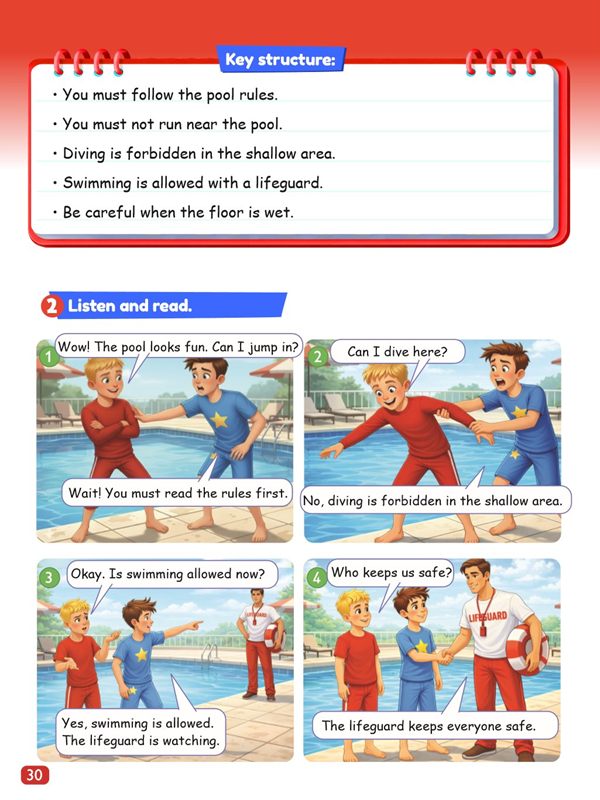 Key structure:
• You must follow the pool rules.
• You must not run near the pool.
• Diving is forbidden in the shallow area.
• Swimming is allowed with a lifeguard.
• Be careful when the floor is wet.
2 Listen and read.
1
Wow! The pool looks fun. Can I jump in?
Wait! You must read the rules first.
2
Can I dive here?
No, diving is forbidden in the shallow area.
3
Okay. Is swimming allowed now?
Yes, swimming is allowed.
The lifeguard is watching.
4
Who keeps us safe?
LIFEGUARD
The lifeguard keeps everyone safe.
30